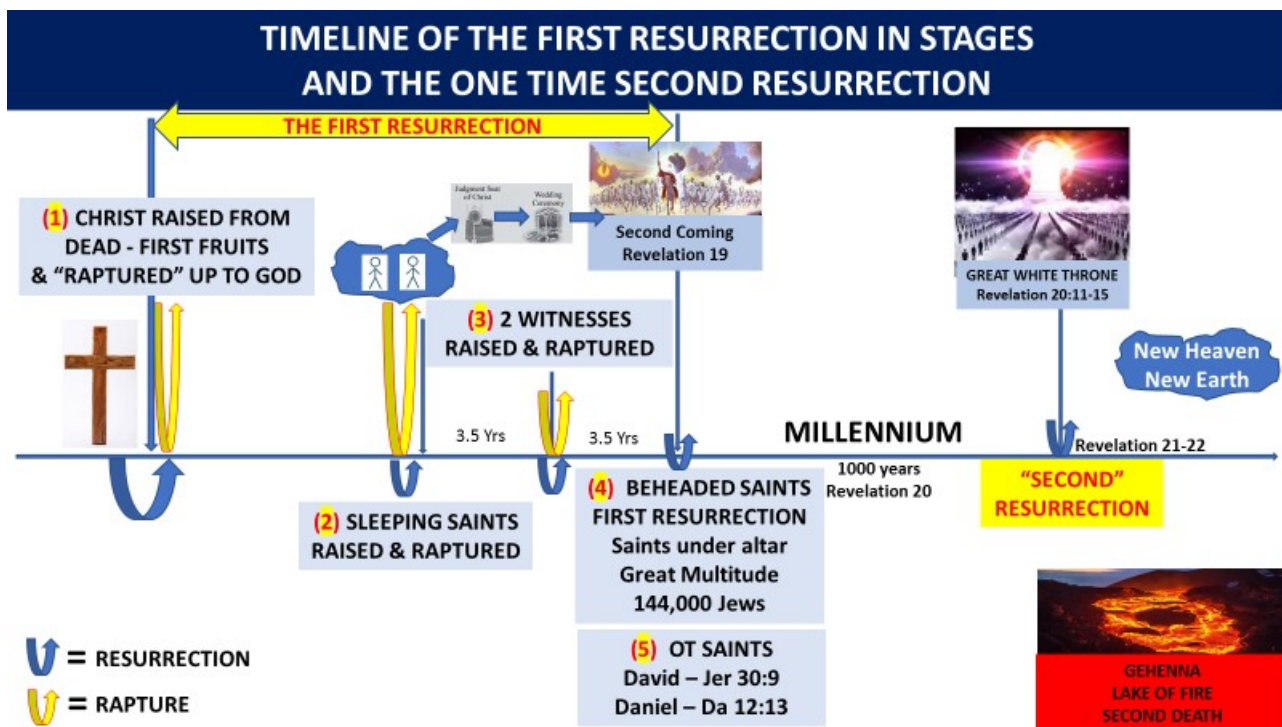 TIMELINE OF THE FIRST RESURRECTION IN STAGES
AND THE ONE TIME SECOND RESURRECTION
THE FIRST RESURRECTION
(1) CHRIST RAISED FROM
DEAD - FIRST FRUITS
& “RAPTURED” UP TO GOD
Judgment Seat
of Christ
Wedding
Ceremony
Second Coming
Revelation 19
GREAT WHITE THRONE
Revelation 20:11-15
(3) 2 WITNESSES
RAISED & RAPTURED
New Heaven
New Earth
3.5 Yrs
3.5 Yrs
MILLENNIUM
Revelation 21-22
1000 years
Revelation 20
“SECOND”
RESURRECTION
(2) SLEEPING SAINTS
RAISED & RAPTURED
(4) BEHEADED SAINTS
FIRST RESURRECTION
Saints under altar
Great Multitude
144,000 Jews
(5) OT SAINTS
David – Jer 30:9
Daniel – Da 12:13
= RESURRECTION
= RAPTURE
GEHENNA
LAKE OF FIRE
SECOND DEATH